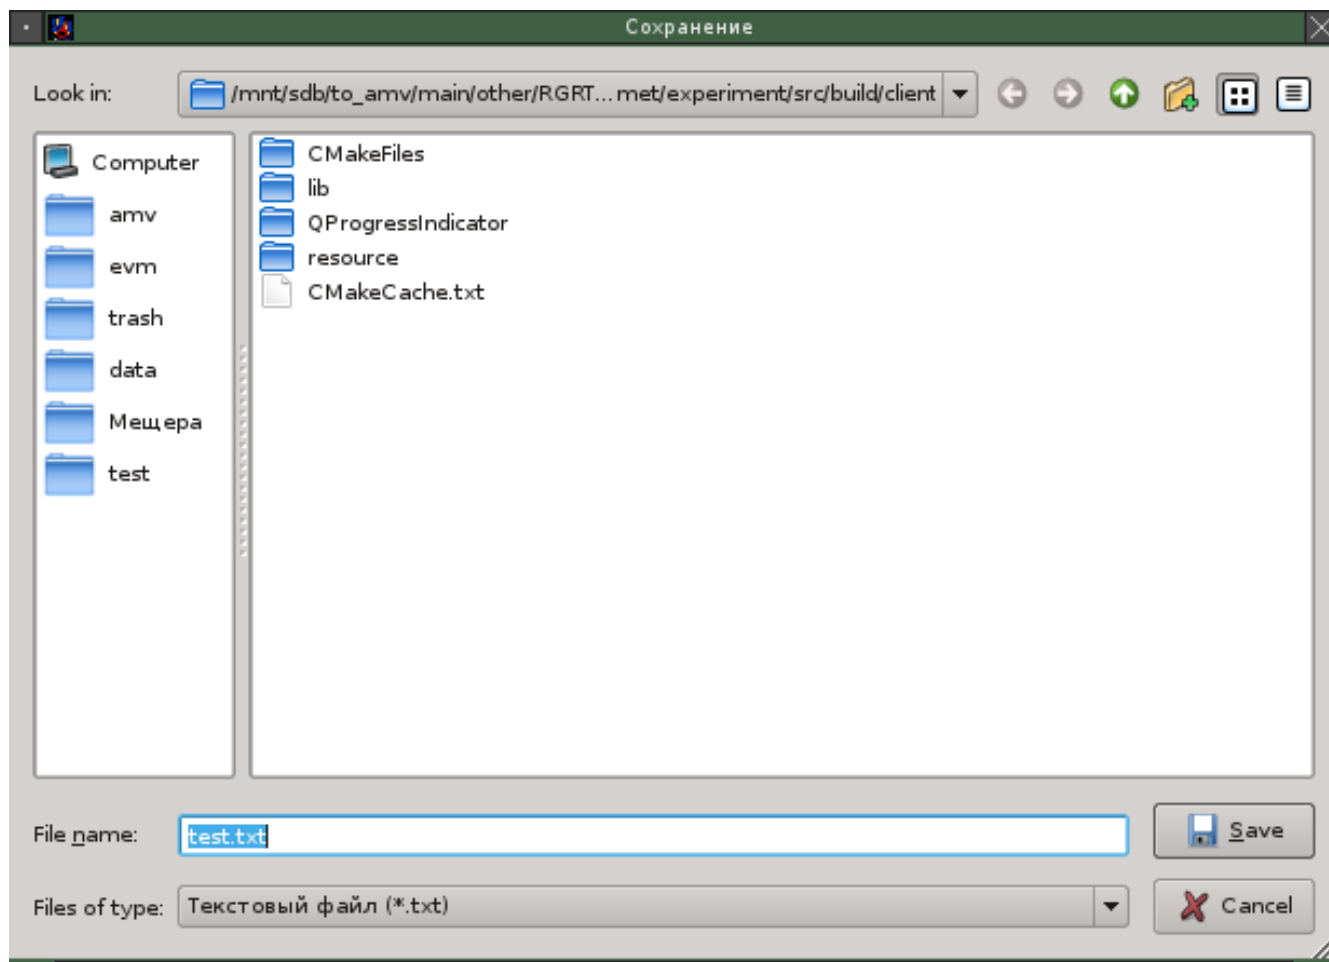 Сохранение
Look in:
/mnt/sdb/to_amv/main/other/RGRT...met/experiment/src/build/client
Computer
amv
evm
trash
data
Мещера
test
CMakeFiles
lib
QProgressIndicator
resource
CMakeCache.txt
File name:
test.txt
Save
Files of type:
Текстовый файл (*.txt)
Cancel